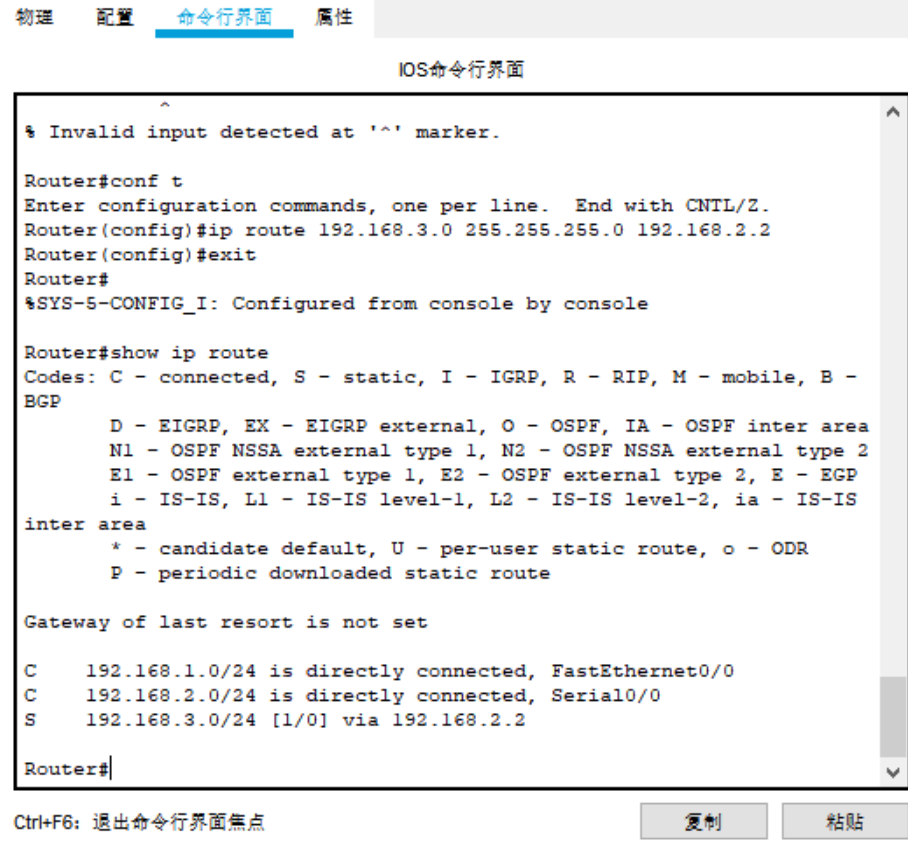 物理 配置 命令行界面 属性
IOS命令行界面
^
% Invalid input detected at '^' marker.
Router#conf t
Enter configuration commands, one per line.  End with CNTL/Z.
Router(config)#ip route 192.168.3.0 255.255.255.0 192.168.2.2
Router(config)#exit
Router#
%SYS-5-CONFIG_I: Configured from console by console
Router#show ip route
Codes: C - connected, S - static, I - IGRP, R - RIP, M - mobile, B -
BGP
       D - EIGRP, EX - EIGRP external, O - OSPF, IA - OSPF inter area
       N1 - OSPF NSSA external type 1, N2 - OSPF NSSA external type 2
       E1 - OSPF external type 1, E2 - OSPF external type 2, E - EGP
       i - IS-IS, L1 - IS-IS level-1, L2 - IS-IS level-2, ia - IS-IS
inter area
       * - candidate default, U - per-user static route, o - ODR
       P - periodic downloaded static route
Gateway of last resort is not set
C    192.168.1.0/24 is directly connected, FastEthernet0/0
C    192.168.2.0/24 is directly connected, Serial0/0
S    192.168.3.0/24 [1/0] via 192.168.2.2
Router#
Ctrl+F6: 退出命令行界面焦点 复制 粘贴